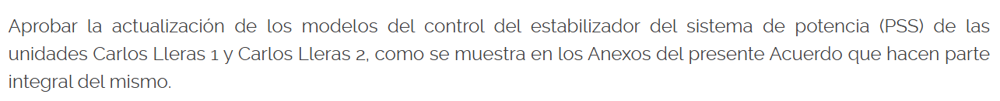 Aprobar la actualización de los modelos del control del estabilizador del sistema de potencia (PSS) de las
unidades Carlos Lleras 1 y Carlos Lleras 2, como se muestra en los Anexos del presente Acuerdo que hacen parte
integral del mismo.